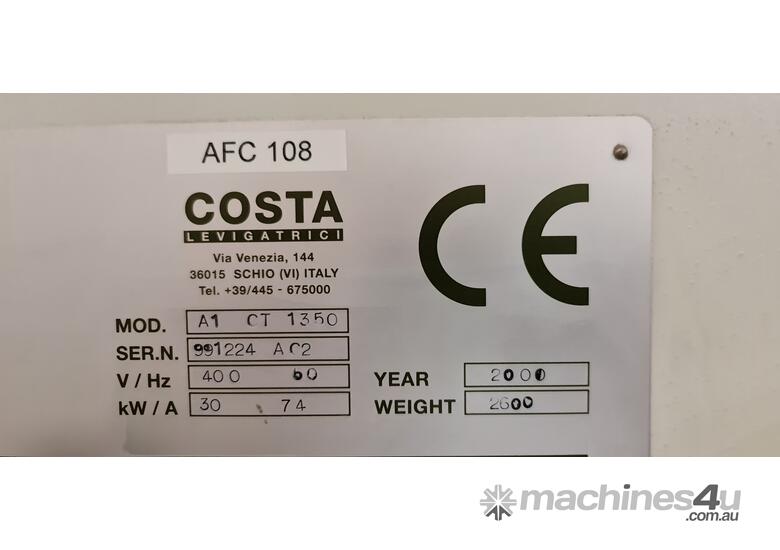 AFC 108
COSTA
LEVIGATRICI
Via Venezia, 144
36015 SCHIO (VI) ITALY
Tel. +39/445 - 675000
CE
MOD. A1 CT 1350
SER.N. 991224 AC2
V / Hz 400 60
kW / A 30 74
YEAR 2000
WEIGHT 2600
machines4u
.com.au